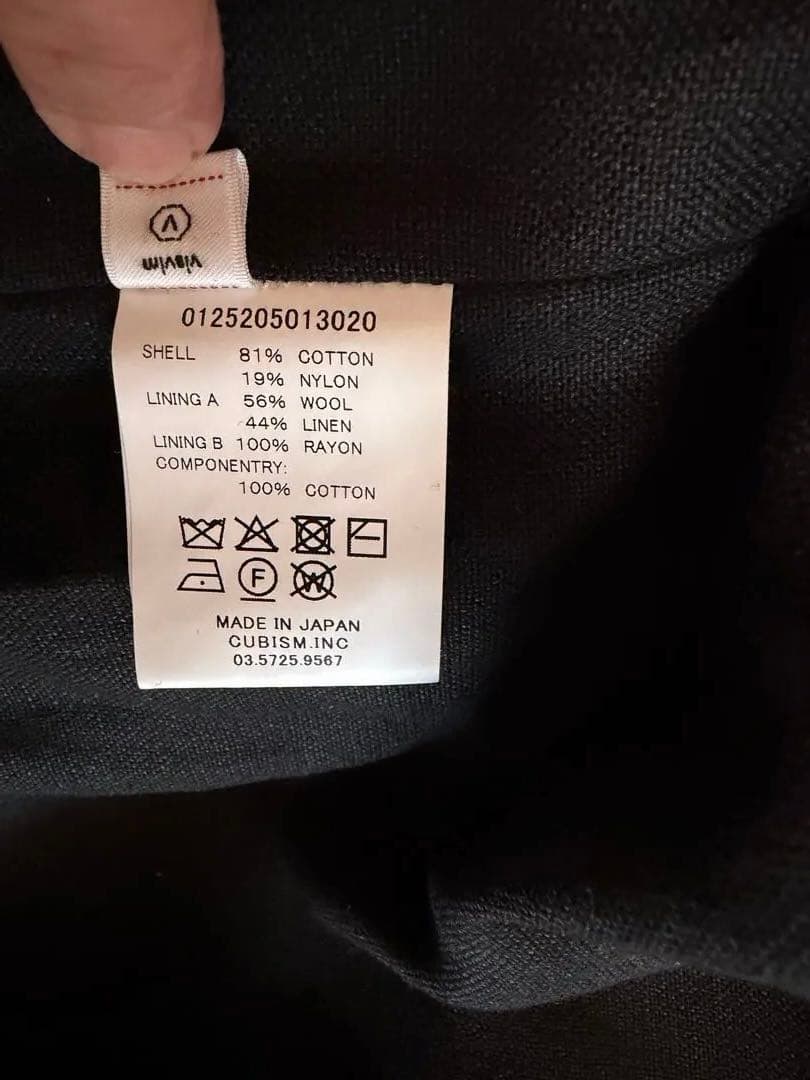 V
visvim
0125205013020
SHELL 81% COTTON
19% NYLON
LINING A 56% WOOL
44% LINEN
LINING B 100% RAYON
COMPONENTRY:
100% COTTON
F
W
MADE IN JAPAN
CUBISM.INC
03.5725.9567